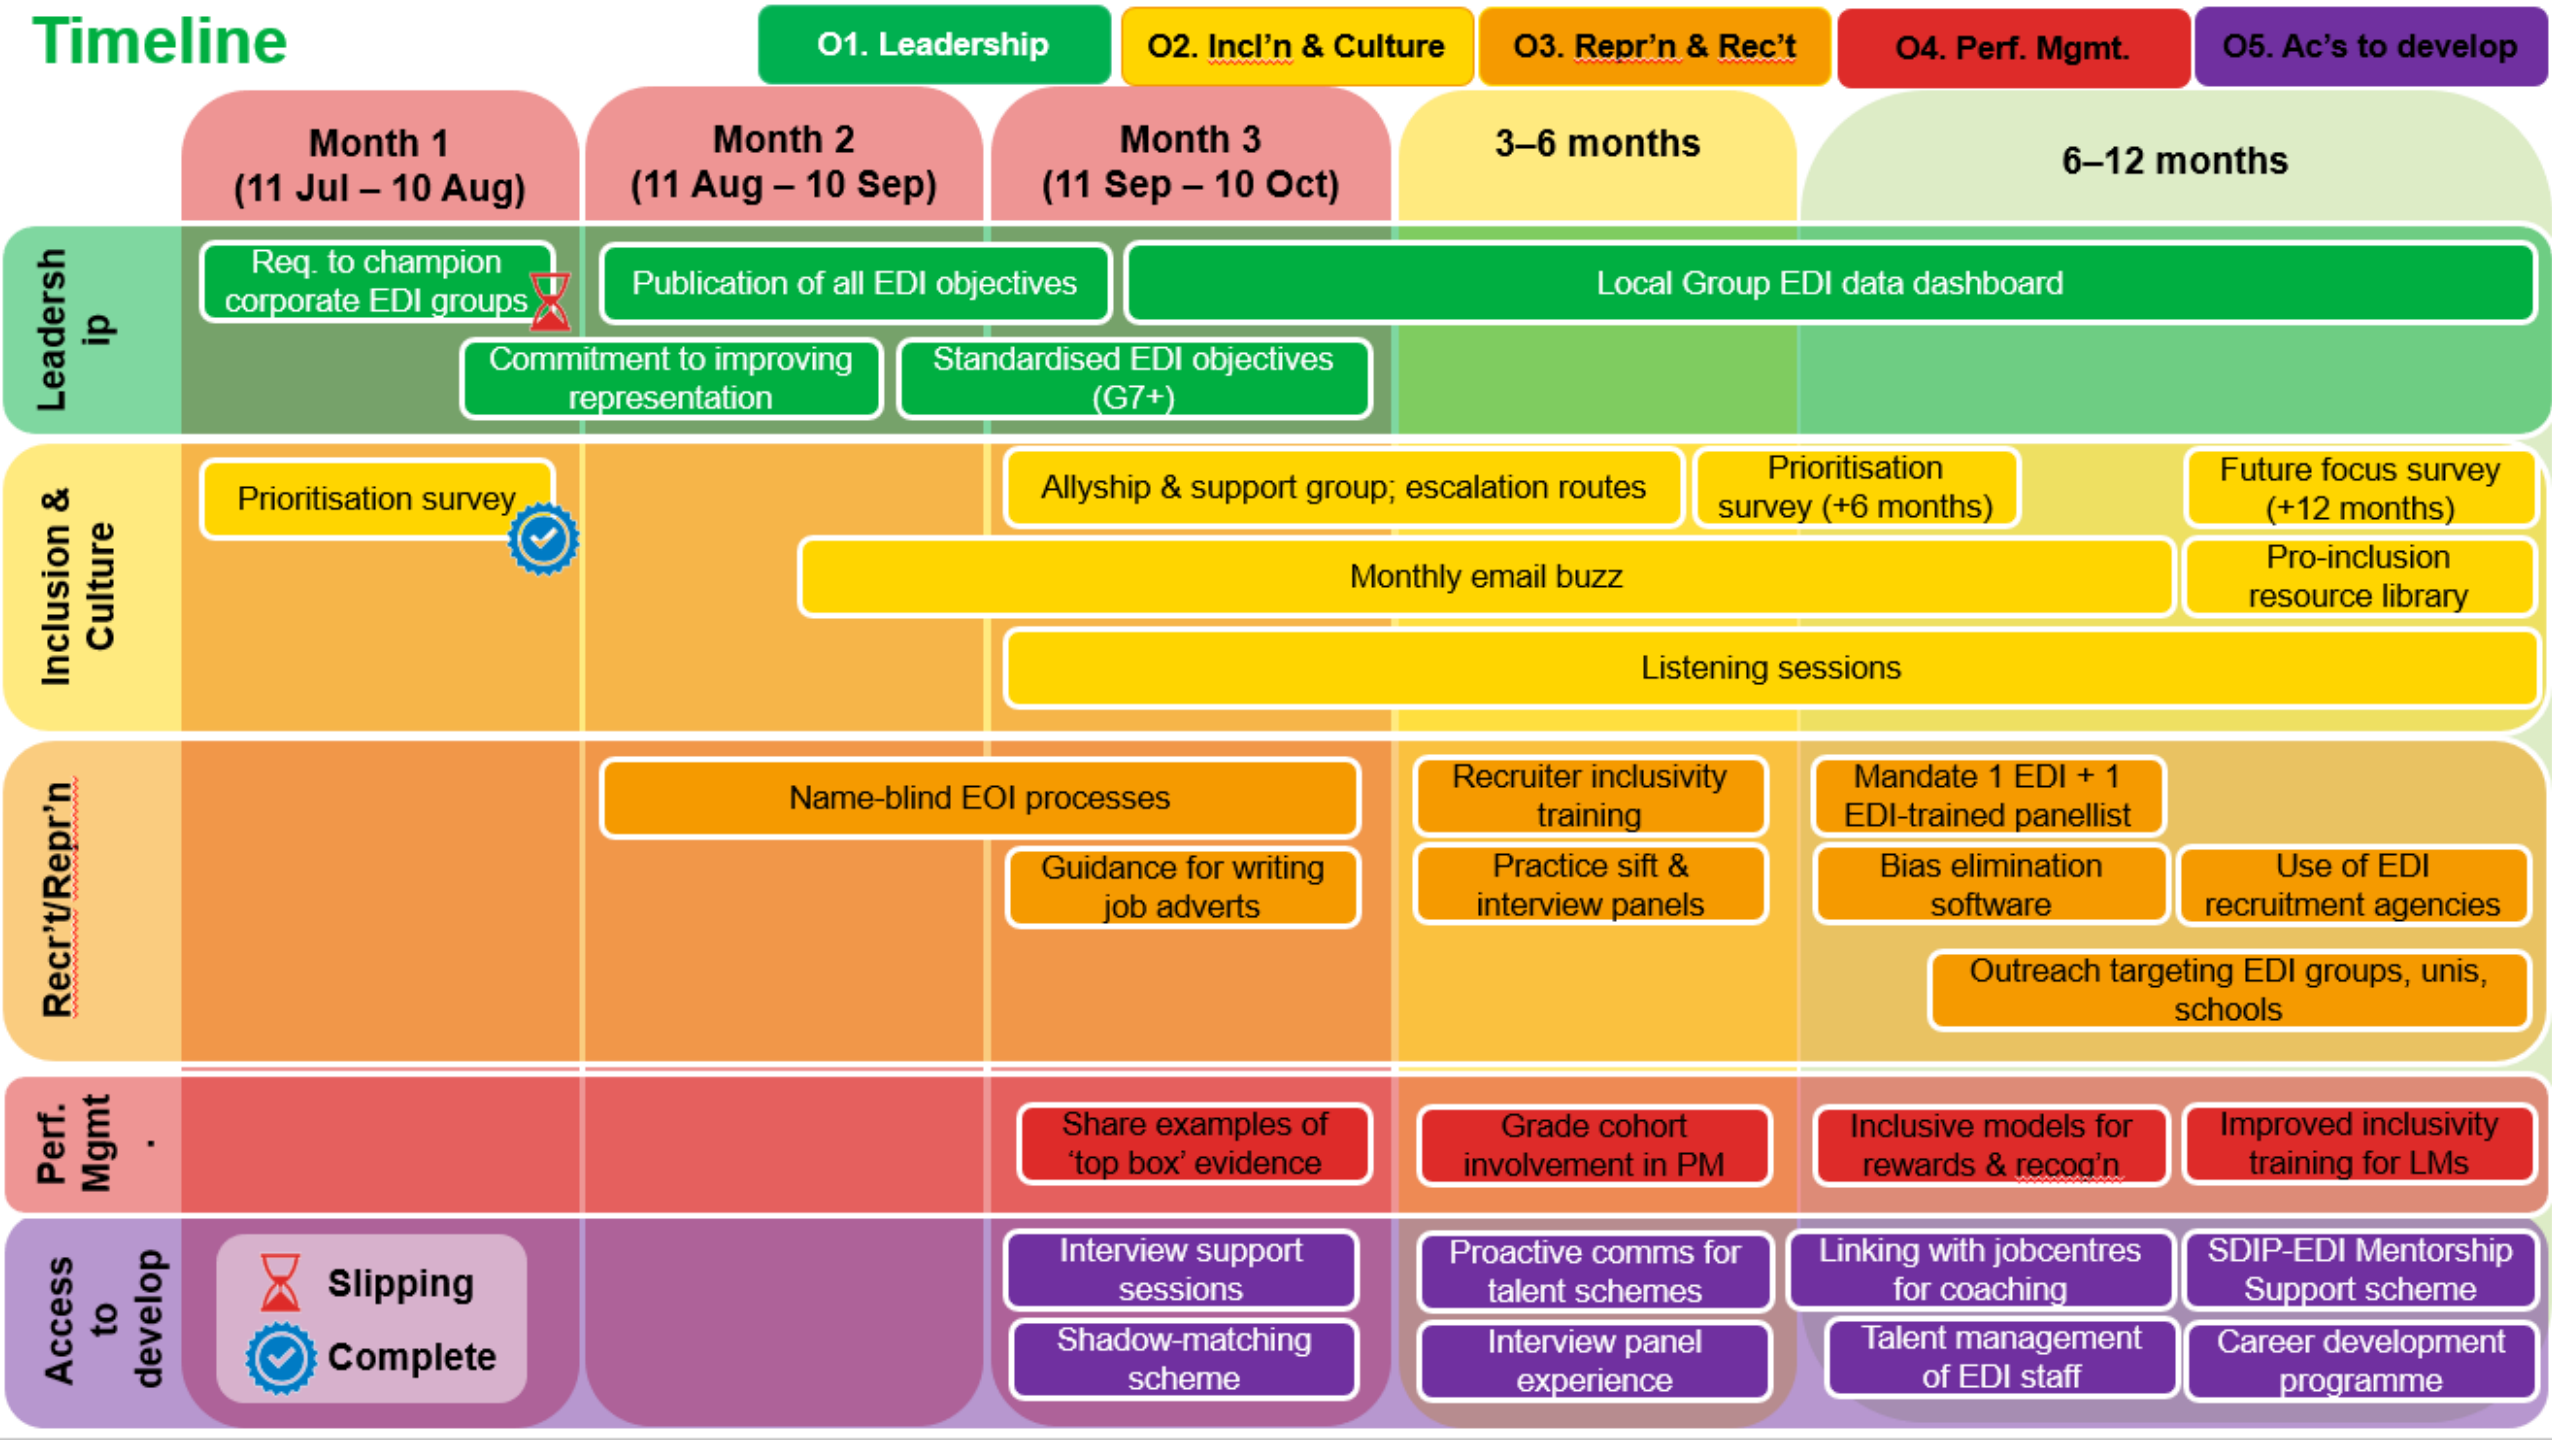 Timeline
O1. Leadership
O2. Incl’n & Culture
O3. Repr’n & Rec’t
O4. Perf. Mgmt.
O5. Ac’s to develop
Month 1
(11 Jul – 10 Aug)
Month 2
(11 Aug – 10 Sep)
Month 3
(11 Sep – 10 Oct)
3–6 months
6–12 months
Leadersh
ip
Req. to champion
corporate EDI groups
Publication of all EDI objectives
Local Group EDI data dashboard
Commitment to improving
representation
Standardised EDI objectives
(G7+)
Inclusion &
Culture
Prioritisation survey
Allyship & support group; escalation routes
Prioritisation
survey (+6 months)
Future focus survey
(+12 months)
Monthly email buzz
Pro-inclusion
resource library
Listening sessions
Recr’t/Repr’n
Name-blind EOI processes
Recruiter inclusivity
training
Mandate 1 EDI + 1
EDI-trained panellist
Guidance for writing
job adverts
Practice sift &
interview panels
Bias elimination
software
Use of EDI
recruitment agencies
Outreach targeting EDI groups, unis,
schools
Perf.
Mgmt
.
Share examples of
‘top box’ evidence
Grade cohort
involvement in PM
Inclusive models for
rewards & recog’n
Improved inclusivity
training for LMs
Access
to
develop
Slipping
Complete
Interview support
sessions
Proactive comms for
talent schemes
Linking with jobcentres
for coaching
SDIP-EDI Mentorship
Support scheme
Shadow-matching
scheme
Interview panel
experience
Talent management
of EDI staff
Career development
programme